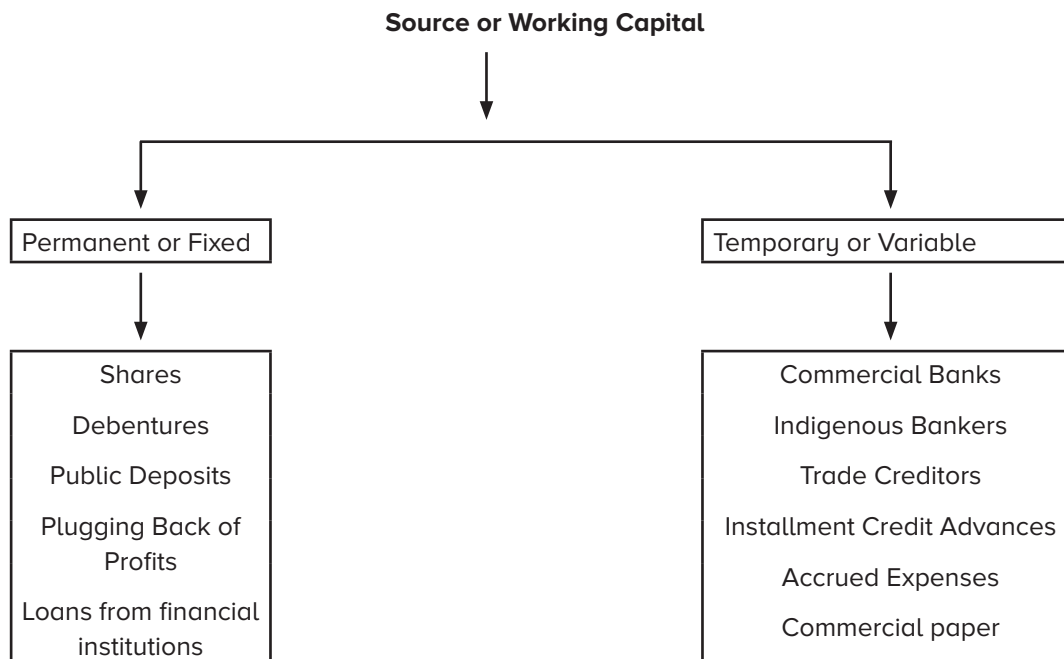 Source or Working Capital
Permanent or Fixed
Temporary or Variable
Shares
Debentures
Public Deposits
Plugging Back of
Profits
Loans from financial
institutions
Commercial Banks
Indigenous Bankers
Trade Creditors
Installment Credit Advances
Accrued Expenses
Commercial paper